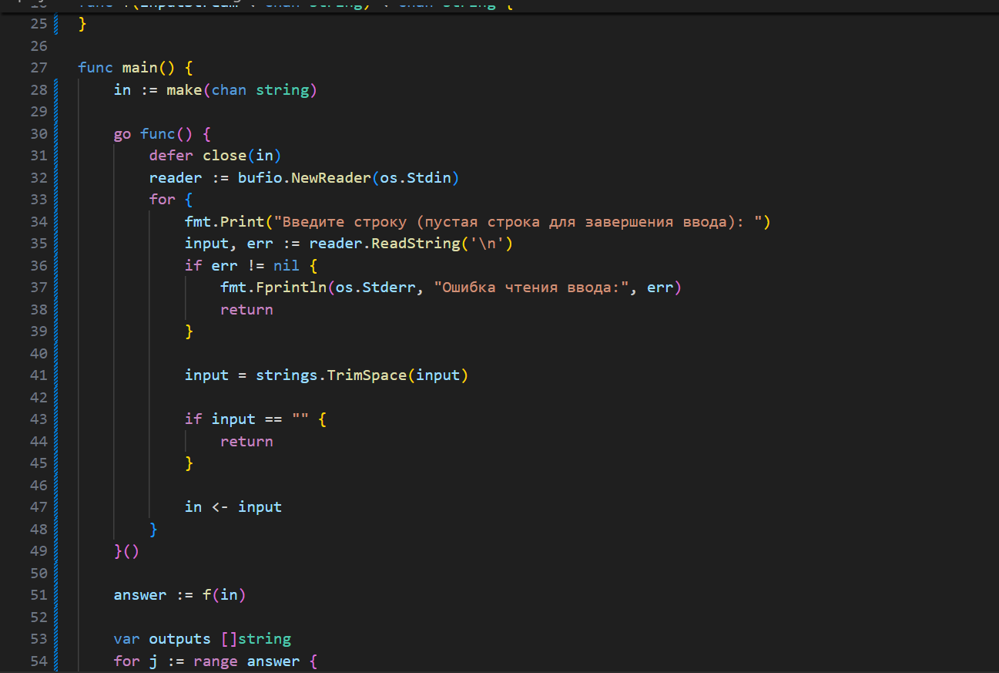 25 }
26
27 func main() {
28 in := make(chan string)
29
30 go func() {
31 defer close(in)
32 reader := bufio.NewReader(os.Stdin)
33 for {
34 fmt.Print("Введите строку (пустая строка для завершения ввода): ")
35 input, err := reader.ReadString('\n')
36 if err != nil {
37 fmt.Fprintln(os.Stderr, "Ошибка чтения ввода:", err)
38 return
39 }
40
41 input = strings.TrimSpace(input)
42
43 if input == "" {
44 return
45 }
46
47 in <- input
48 }
49 }()
50
51 answer := f(in)
52
53 var outputs []string
54 for j := range answer {